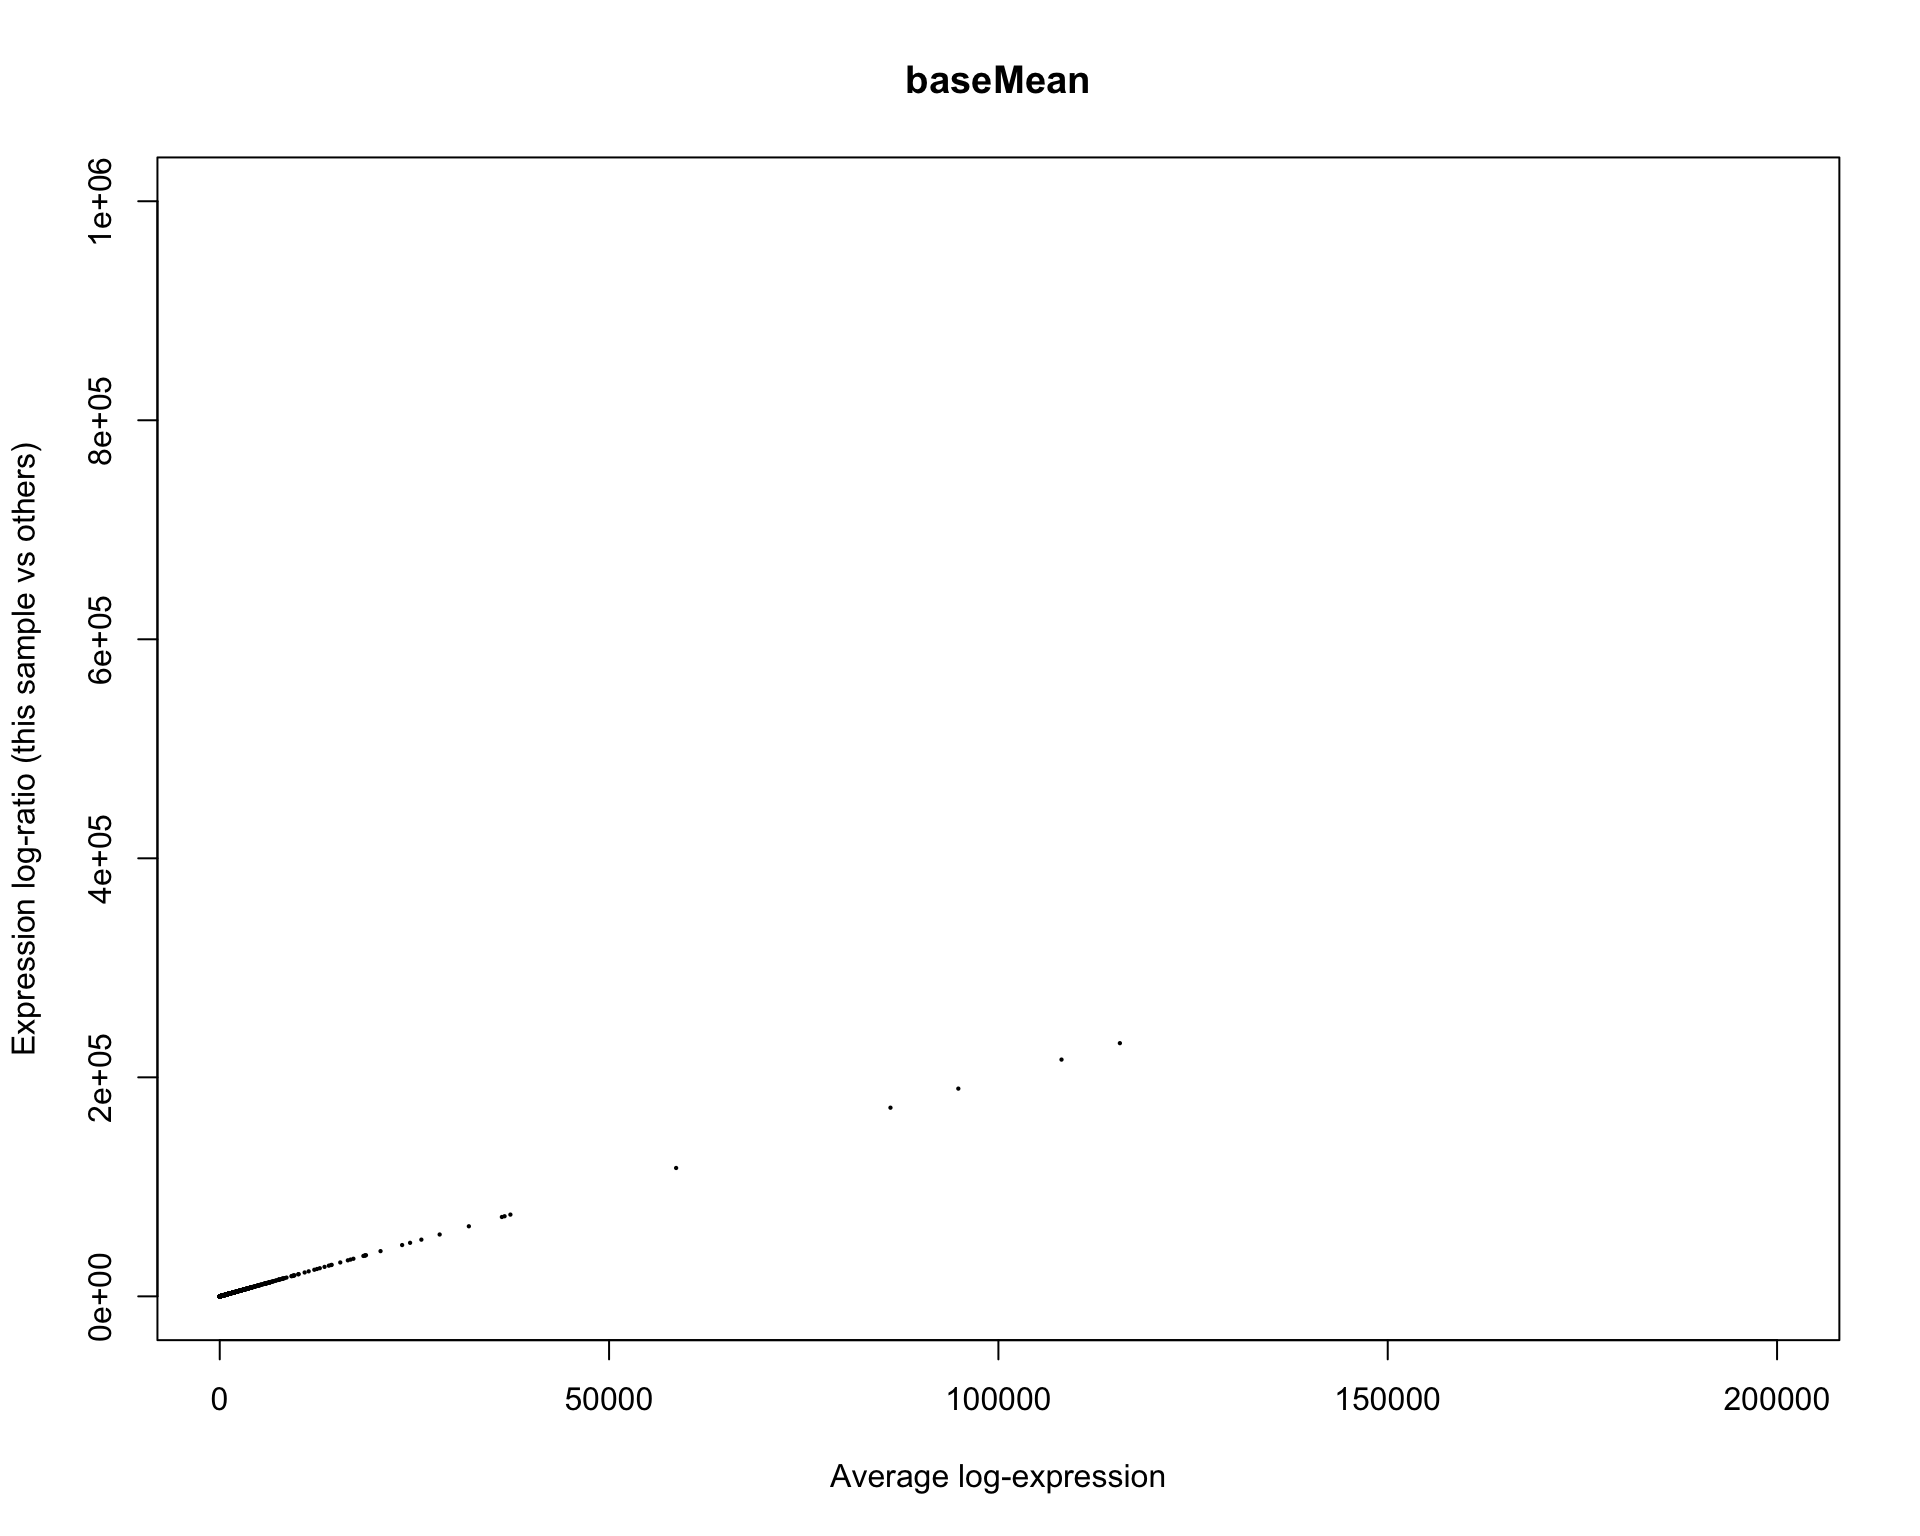 baseMean
Expression log-ratio (this sample vs others)
1e+06
8e+05
6e+05
4e+05
2e+05
0e+00
0 50000 100000 150000 200000
Average log-expression